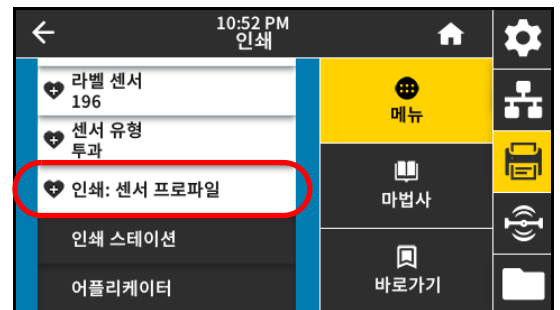 10:52 PM
인쇄
라벨 센서
196
센서 유형
투과
인쇄: 센서 프로파일
인쇄 스테이션
어플리케이터
메뉴
마법사
바로가기